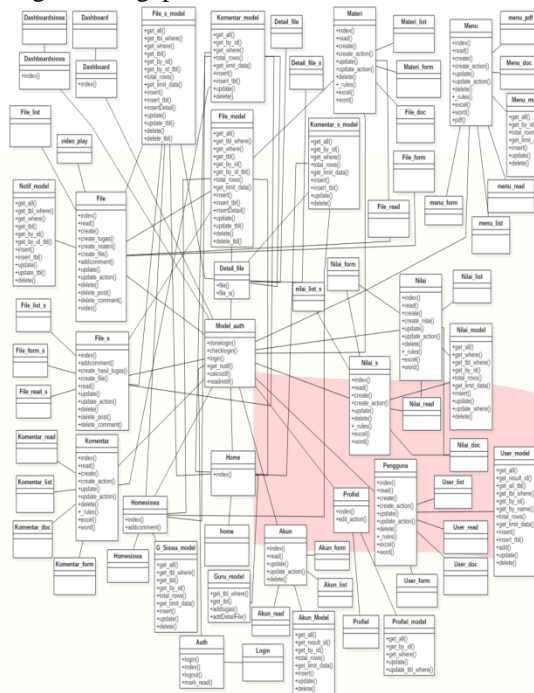 Dashboardsiswa
Dashboard
Dashboardsiswa
+index()
Dashboard
+index()
File_s_model
+get_all()
+get_tbl_where()
+get_where()
+get_tbl()
+get_by_id()
+get_by_id_tbl()
+total_rows()
+get_limit_data()
+insert()
+insert_tbl()
+insertDetail()
+update()
+update_tbl()
+delete()
+delete_tbl()
Komentar_model
+get_all()
+get_by_id()
+get_where()
+get_tbl()
+total_rows()
+get_limit_data()
+insert()
+insert_tbl()
+update()
+delete()
Detail_file
Detail_file_s
Materi
+index()
+read()
+create()
+create_action()
+update()
+update_action()
+delete()
+_rules()
+excel()
+word()
Materi_list
Materi_form
File_doc
File_form
File_read
Menu
+index()
+read()
+create()
+create_action()
+update()
+update_action()
+delete()
+_rules()
+excel()
+word()
+pdf()
menu_pdf
Menu_doc
menu_read
menu_form
menu_list
File_list
video_play
File_model
+get_all()
+get_tbl_where()
+get_where()
+get_tbl()
+get_by_id()
+get_by_id_tbl()
+total_rows()
+get_limit_data()
+insert()
+insert_tbl()
+insertDetail()
+update()
+update_tbl()
+delete()
+delete_tbl()
Komentar_s_model
+get_all()
+get_by_id()
+get_where()
+get_tbl()
+total_rows()
+get_limit_data()
+insert()
+insert_tbl()
+update()
+delete()
Notif_model
+get_all()
+get_tbl_where()
+get_where()
+get_tbl()
+get_by_id()
+get_by_id_tbl()
+insert()
+insert_tbl()
+update()
+update_tbl()
+delete()
File
+index()
+read()
+create()
+create_tugas()
+create_materi()
+create_file()
+addcomment()
+update()
+update_action()
+delete()
+delete_post()
+delete_comment()
+video()
Detail_file
+file()
+file_s()
Nilai_form
nilai_list_s
Nilai
+index()
+read()
+create()
+create_nilai()
+update()
+update_action()
+delete()
+_rules()
+excel()
+word()
Nilai_list
File_list_s
File_form_s
File_read_s
File_s
+index()
+addcomment()
+create_hasil_tugas()
+create_file()
+read()
+update()
+update_action()
+delete()
+delete_post()
+delete_comment()
Model_auth
+donelogin()
+checklogin()
+login()
+get_notif()
+ceknotif()
+readnotif()
Nilai_s
+index()
+read()
+create()
+create_action()
+update()
+update_action()
+delete()
+_rules()
+excel()
+word()
Nilai_model
+get_all()
+get_where()
+get_tbl_where()
+get_tbl()
+get_by_id()
+total_rows()
+get_limit_data()
+insert()
+update()
+update_where()
+delete()
Nilai_read
Nilai_doc
Komentar_read
Komentar_list
Komentar_doc
Komentar_form
Komentar
+index()
+read()
+create()
+create_action()
+update()
+update_action()
+delete()
+_rules()
+excel()
+word()
Home
+index()
Homesiswa
+index()
+addcomment()
Homesiswa
home
Profiel
+index()
+edit_action()
Pengguna
+index()
+read()
+create()
+create_action()
+update()
+update_action()
+delete()
+_rules()
+excel()
+word()
User_list
User_read
User_doc
User_form
User_model
+get_all()
+get_result_id()
+get_all_tbl()
+get_tbl_where()
+get_by_id()
+get_by_name()
+total_rows()
+get_limit_data()
+insert()
+insert_tbl()
+add()
+update()
+delete()
G_Siswa_model
+get_all()
+get_tbl_where()
+get_tbl()
+get_by_id()
+total_rows()
+get_limit_data()
+insert()
+update()
+delete()
Guru_model
+get_tbl_where()
+get_tbl()
+addtugas()
+addDetailFile()
Akun
+index()
+read()
+update()
+update_action()
+delete()
Akun_form
Akun_list
Akun_read
Akun_Model
+get_all()
+get_result_id()
+get_by_id()
+total_rows()
+get_limit_data()
+insert()
+update()
+delete()
Profiel
Profiel_model
+get_all()
+get_by_id()
+get_where()
+update()
+update_tbl_where()
Auth
+login()
+index()
+logout()
+mark_read()
Login